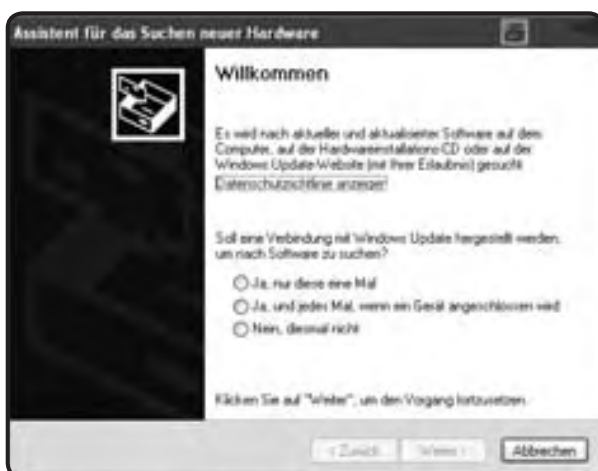 Assistent für das Suchen neuer Hardware
Willkommen
Es wird nach aktueller und aktualisierter Software auf dem
Computer, auf der Hardwareinstallations-CD oder auf der
Windows Update-Website (mit Ihrer Erlaubnis) gesucht
Datenschutzrichtlinie anzeigen
Soll eine Verbindung mit Windows Update hergestellt werden,
um nach Software zu suchen?
Ja, nur diese eine Mal
Ja, und jedes Mal, wenn ein Gerät angeschlossen wird
Nein, diesmal nicht
Klicken Sie auf "Weiter", um den Vorgang fortzusetzen.
< Zurück Weiter > Abbrechen